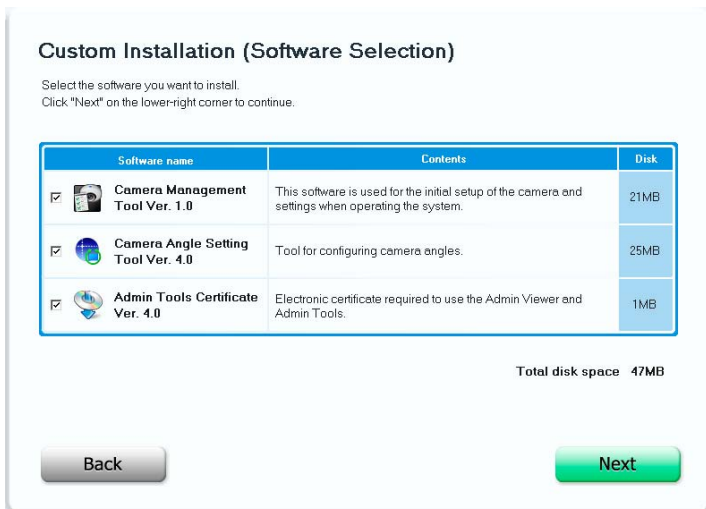 Custom Installation (Software Selection)
Select the software you want to install.
Click "Next" on the lower-right corner to continue.
Software name Contents Disk
Camera Management
Tool Ver. 1.0
This software is used for the initial setup of the camera and
settings when operating the system.
21MB
Camera Angle Setting
Tool Ver. 4.0
Tool for configuring camera angles.
25MB
Admin Tools Certificate
Ver. 4.0
Electronic certificate required to use the Admin Viewer and
Admin Tools.
1MB
Total disk space 47MB
Back Next